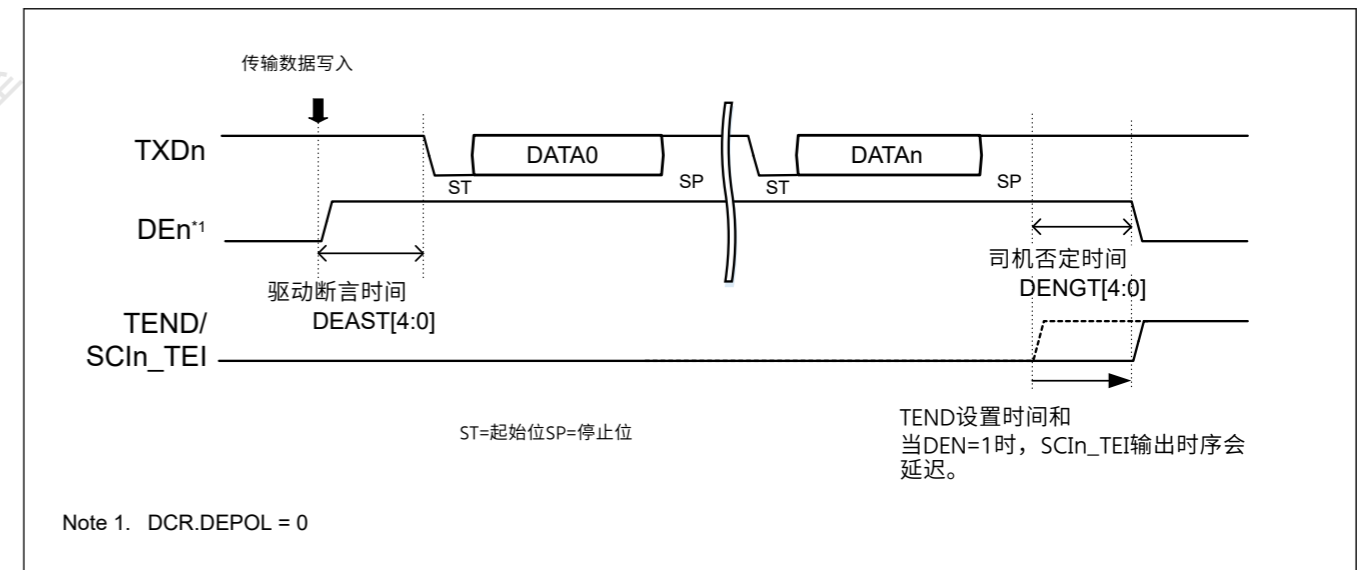 传输数据写入
TXDn
DATA0
DATAn
ST
SP
ST
SP
DEn*1
驱动断言时间
DEAST[4:0]
司机否定时间
DENGT[4:0]
TEND/
SCIn_TEI
TEND设置时间和
当DEN=1时，SCIn_TEI输出时序会
延迟。
ST=起始位SP=停止位
Note 1. DCR.DEPOL = 0